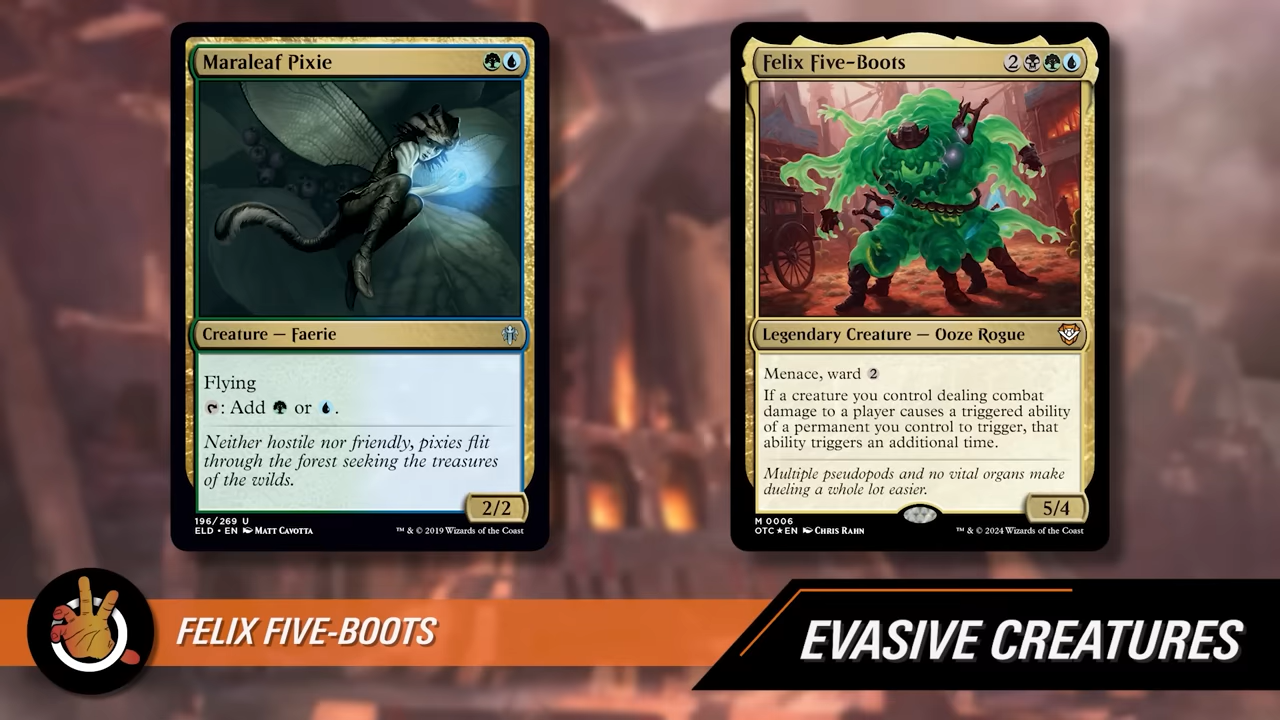 Maraleaf Pixie
Creature — Faerie
Flying
: Add or .
Neither hostile nor friendly, pixies flit
through the forest seeking the treasures
of the wilds.
2/2
196/269 U
ELD • EN MATT CAVOTTA
™ & © 2019 Wizards of the Coast
Felix Five-Boots
2
Legendary Creature — Ooze Rogue
Menace, ward 2
If a creature you control dealing combat
damage to a player causes a triggered ability
of a permanent you control to trigger, that
ability triggers an additional time.
Multiple pseudopods and no vital organs make
dueling a whole lot easier.
5/4
M 0006
OTC ★ EN CHRIS RAHN
™ & © 2024 Wizards of the Coast
FELIX FIVE-BOOTS
EVASIVE CREATURES